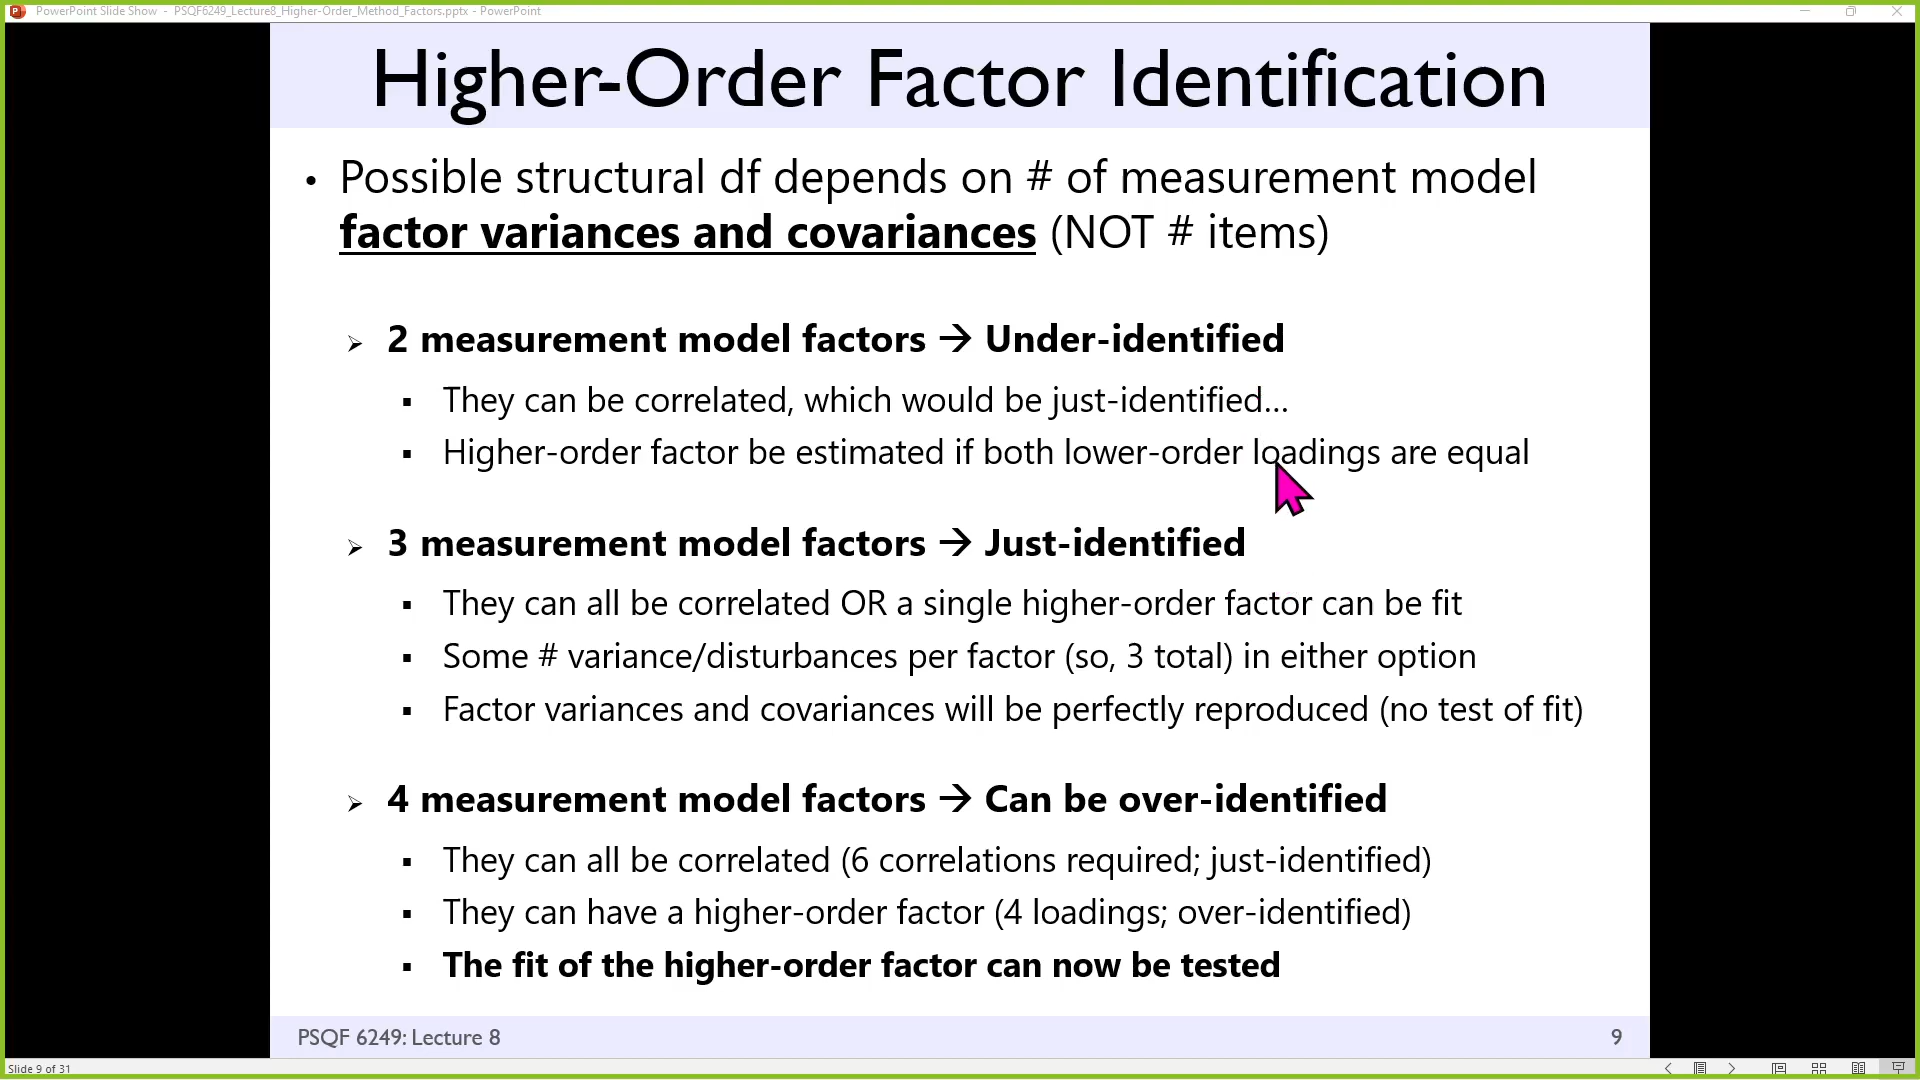 PowerPoint Slide Show - PSQF6249_Lecture8_Higher-Order_Method_Factors.pptx - PowerPoint
Higher-Order Factor Identification
• Possible structural df depends on # of measurement model
factor variances and covariances (NOT # items)
➢ 2 measurement model factors → Under-identified
▪ They can be correlated, which would be just-identified…
▪ Higher-order factor be estimated if both lower-order loadings are equal
➢ 3 measurement model factors → Just-identified
▪ They can all be correlated OR a single higher-order factor can be fit
▪ Some # variance/disturbances per factor (so, 3 total) in either option
▪ Factor variances and covariances will be perfectly reproduced (no test of fit)
➢ 4 measurement model factors → Can be over-identified
▪ They can all be correlated (6 correlations required; just-identified)
▪ They can have a higher-order factor (4 loadings; over-identified)
▪ The fit of the higher-order factor can now be tested
PSQF 6249: Lecture 8
9
Slide 9 of 31